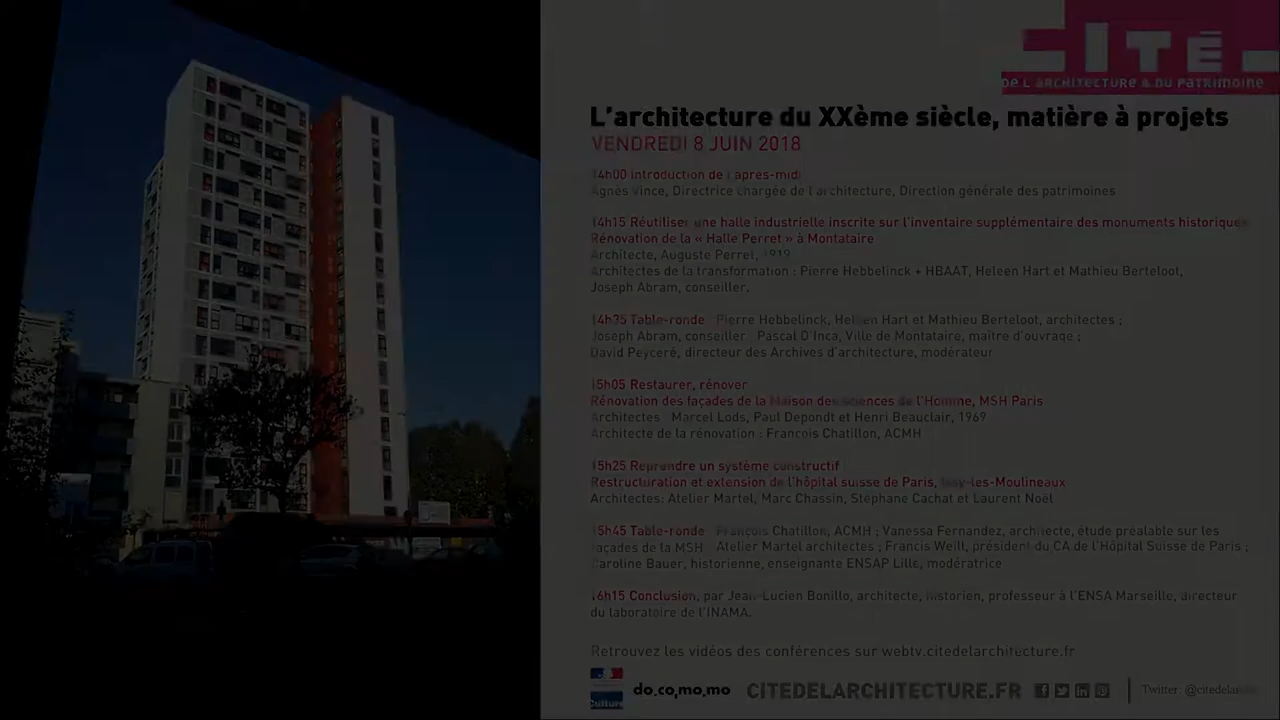 CITÉ
DE L'ARCHITECTURE & DU PATRIMOINE
L'architecture du XXème siècle, matière à projets
VENDREDI 8 JUIN 2018
14h00 Introduction de l'après-midi
Agnès Vince, Directrice chargée de l'architecture, Direction générale des patrimoines
14h15 Réutiliser une halle industrielle inscrite sur l'inventaire supplémentaire des monuments historiques
Rénovation de la « Halle Perret » à Montataire
Architecte, Auguste Perret, 1919
Architectes de la transformation : Pierre Hebbelinck + HBAAT, Heleen Hart et Mathieu Berteloot,
Joseph Abram, conseiller.
14h35 Table-ronde : Pierre Hebbelinck, Heleen Hart et Mathieu Berteloot, architectes ;
Joseph Abram, conseiller ; Pascal D'Inca, Ville de Montataire, maître d'ouvrage ;
David Peyceré, directeur des Archives d'architecture, modérateur
15h05 Restaurer, rénover
Rénovation des façades de la Maison des sciences de l'Homme, MSH Paris
Architectes : Marcel Lods, Paul Depondt et Henri Beauclair, 1969
Architecte de la rénovation : François Chatillon, ACMH
15h25 Reprendre un système constructif
Restructuration et extension de l'hôpital suisse de Paris, Issy-les-Moulineaux
Architectes: Atelier Martel, Marc Chassin, Stéphane Cachat et Laurent Noël
15h45 Table-ronde : François Chatillon, ACMH ; Vanessa Fernandez, architecte, étude préalable sur les
façades de la MSH ; Atelier Martel architectes ; Francis Weill, président du CA de l'Hôpital Suisse de Paris ;
Caroline Bauer, historienne, enseignante ENSAP Lille, modératrice
16h15 Conclusion, par Jean-Lucien Bonillo, architecte, historien, professeur à l'ENSA Marseille, directeur
du laboratoire de l'INAMA.
Retrouvez les vidéos des conférences sur webtv.citedelarchitecture.fr
Culture do.co,mo.mo CITEDELARCHITECTURE.FR Twitter: @citedelarchi